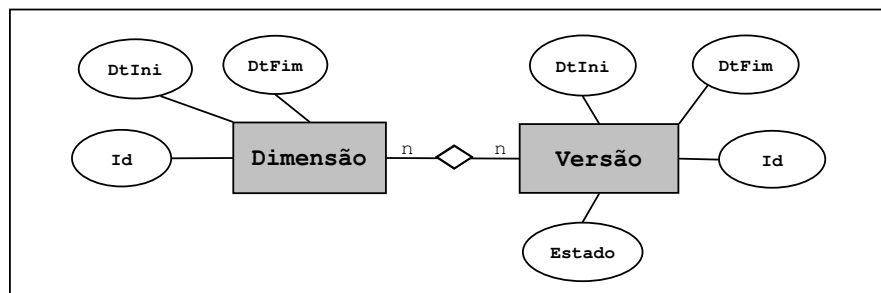 DtIni
DtFim
Id
Dimensão
n
n
DtIni
DtFim
Versão
Id
Estado